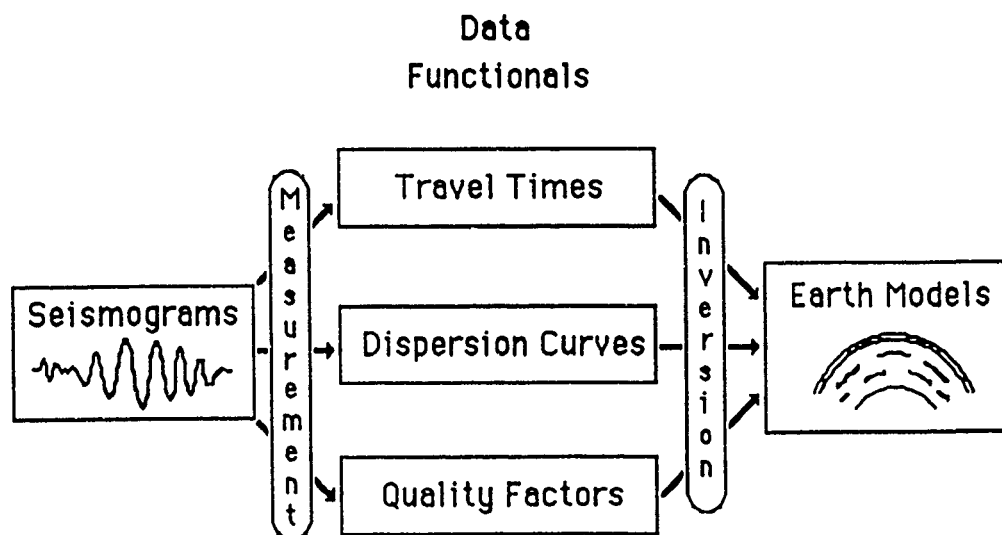 Data
Functionals
Seismograms
Measurement
Travel Times
Dispersion Curves
Quality Factors
Inversion
Earth Models